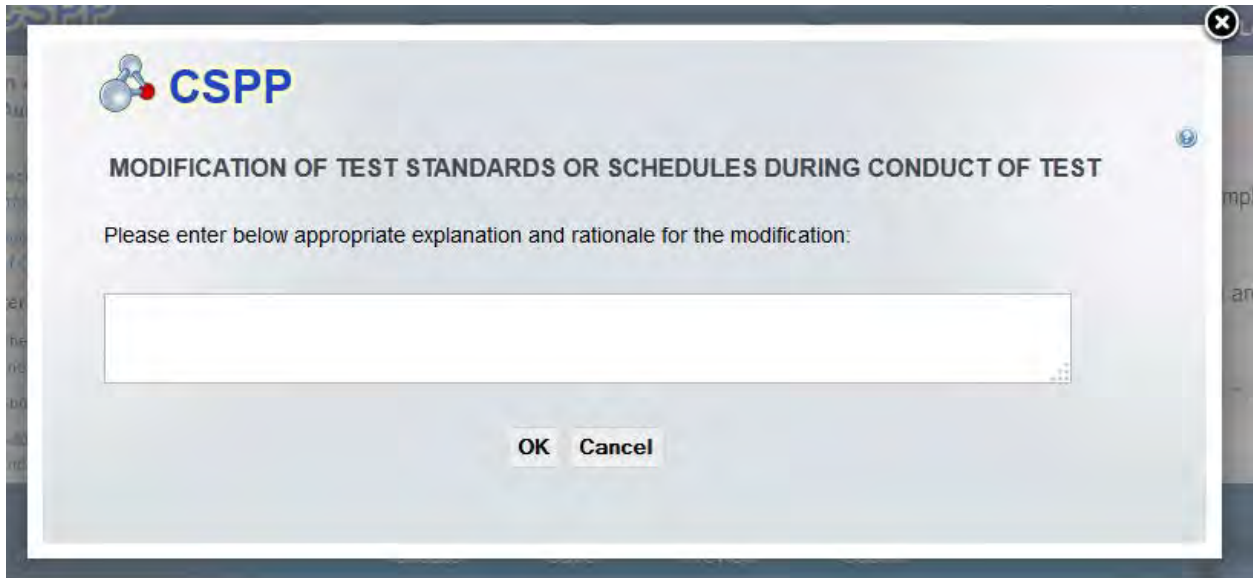 CSPP
CSPP
MODIFICATION OF TEST STANDARDS OR SCHEDULES DURING CONDUCT OF TEST
Please enter below appropriate explanation and rationale for the modification:
OK Cancel